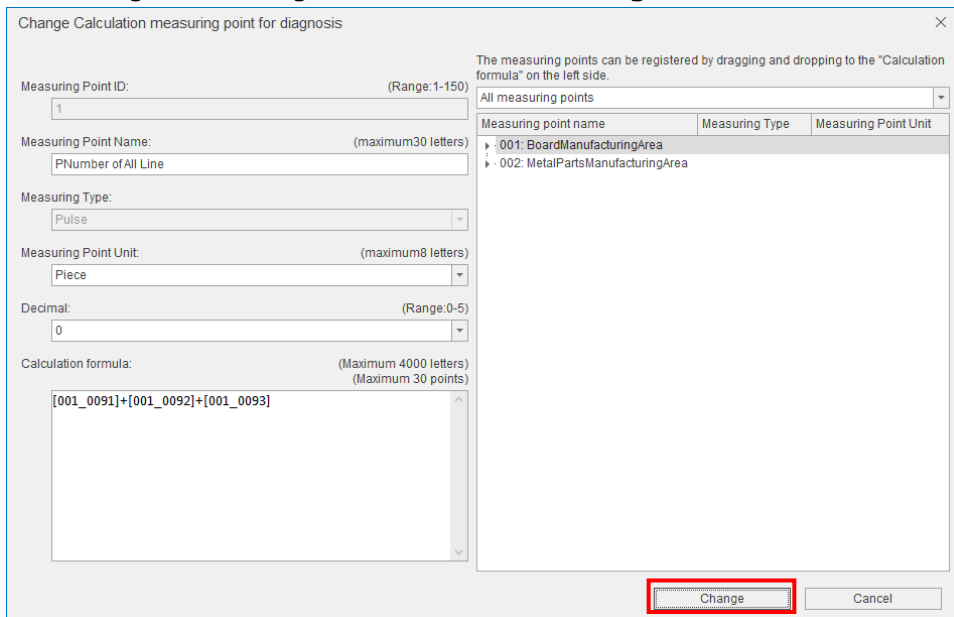 Change Calculation measuring point for diagnosis
Measuring Point ID: (Range:1-150)
1
Measuring Point Name: (maximum30 letters)
PNumber of All Line
Measuring Type:
Pulse
Measuring Point Unit: (maximum8 letters)
Piece
Decimal: (Range:0-5)
0
Calculation formula: (Maximum 4000 letters)
(Maximum 30 points)
[001_0091]+[001_0092]+[001_0093]
The measuring points can be registered by dragging and dropping to the "Calculation
formula" on the left side.
All measuring points
Measuring point name Measuring Type Measuring Point Unit
001: BoardManufacturingArea
002: MetalPartsManufacturingArea
Change Cancel